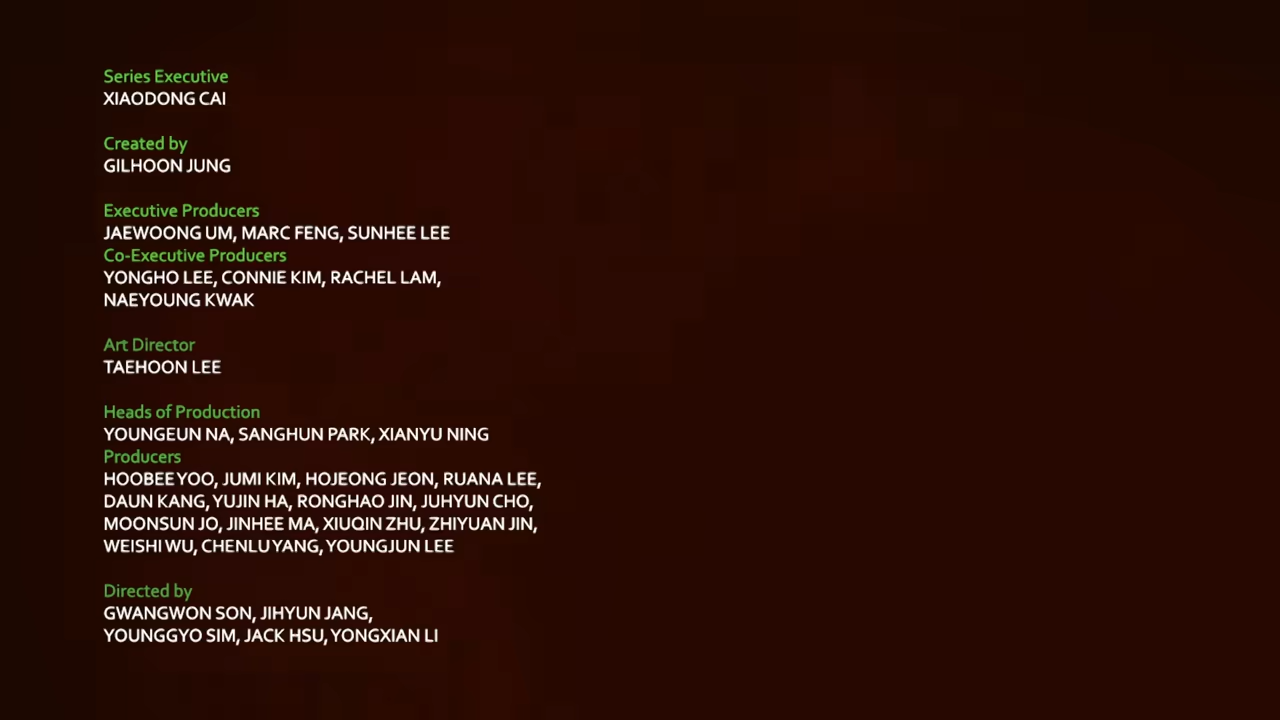 Series Executive
XIAODONG CAI
Created by
GILHOON JUNG
Executive Producers
JAEWOONG UM, MARC FENG, SUNHEE LEE
Co-Executive Producers
YONGHO LEE, CONNIE KIM, RACHEL LAM,
NAEYOUNG KWAK
Art Director
TAEHOON LEE
Heads of Production
YOUNGEUN NA, SANGHUN PARK, XIANYU NING
Producers
HOOBEE YOO, JUMI KIM, HOJEONG JEON, RUANA LEE,
DAUN KANG, YUJIN HA, RONGHAO JIN, JUHYUN CHO,
MOONSUN JO, JINHEE MA, XIUQIN ZHU, ZHIYUAN JIN,
WEISHI WU, CHENLU YANG, YOUNGJUN LEE
Directed by
GWANGWON SON, JIHYUN JANG,
YOUNGGYO SIM, JACK HSU, YONGXIAN LI